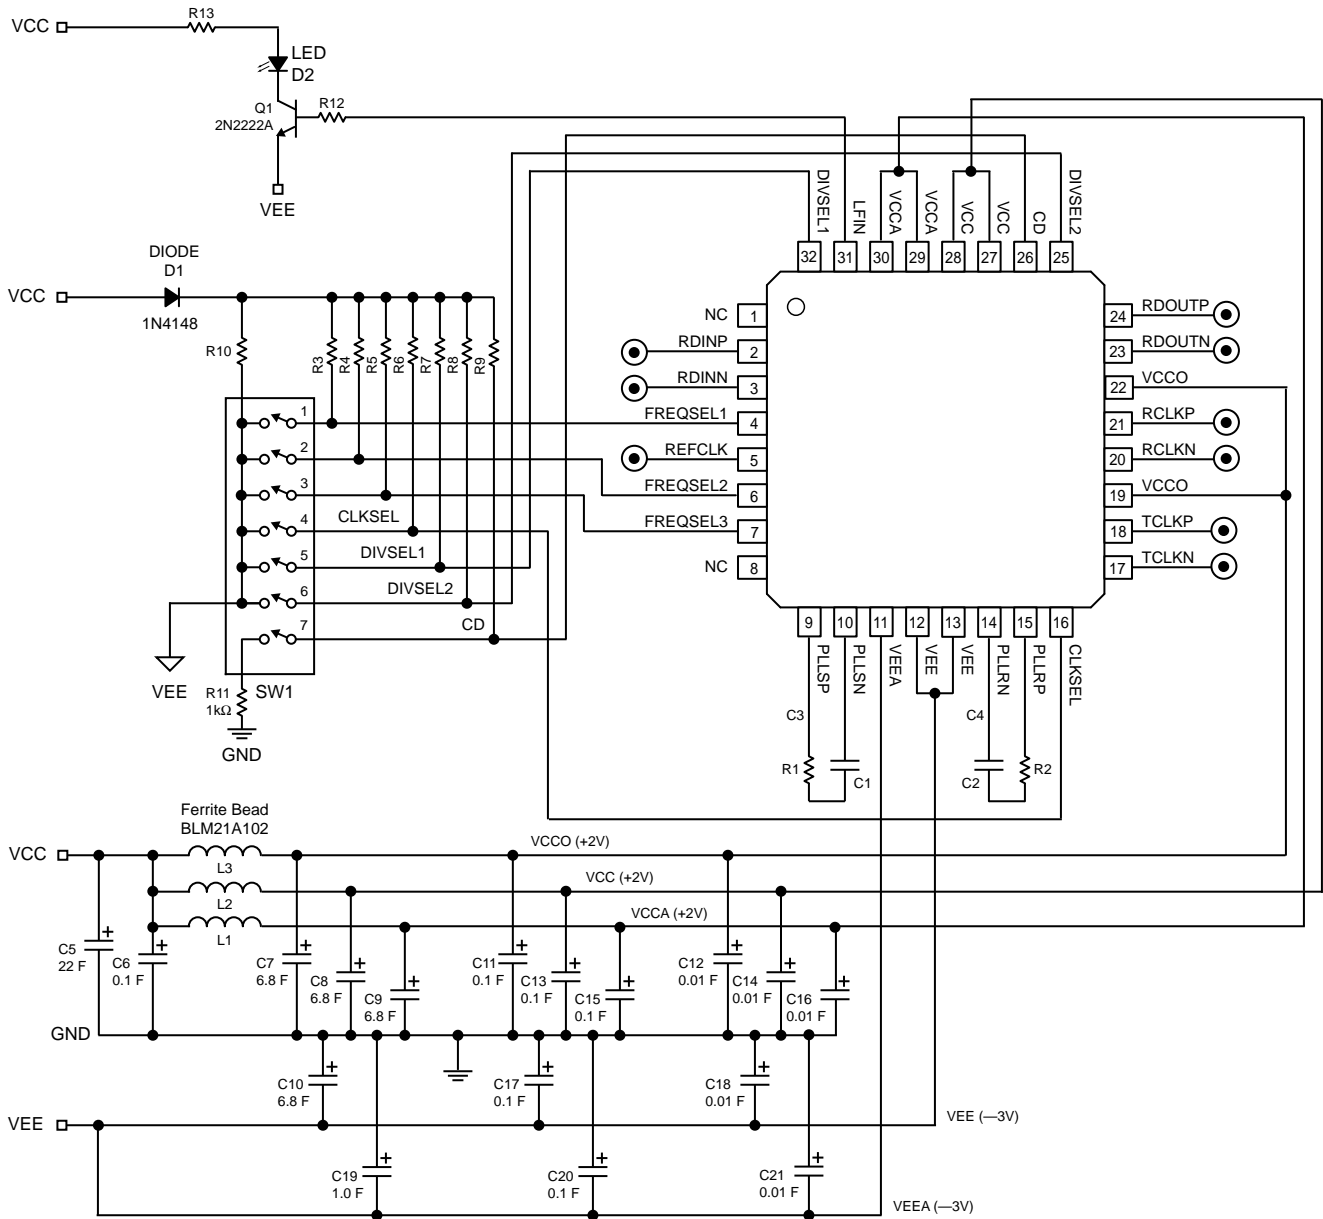 VCC
R13
LED
D2
Q1
2N2222A
R12
VEE
DIODE
D1
VCC
1N4148
R10
R3
R4
R5
R6
R7
R8
R9
1
2
3
4
5
6
7
CLKSEL
DIVSEL1
DIVSEL2
CD
VEE
R11
1kΩ
SW1
GND
DIVSEL1
LFIN
VCCA
VCCA
VCC
VCC
CD
DIVSEL2
32
31
30
29
28
27
26
25
NC
1
RDINP
2
RDINN
3
FREQSEL1
4
REFCLK
5
FREQSEL2
6
FREQSEL3
7
NC
8
24
RDOUTP
23
RDOUTN
22
VCCO
21
RCLKP
20
RCLKN
19
VCCO
18
TCLKP
17
TCLKN
9
10
11
12
13
14
15
16
PLLSP
PLLSN
VEEA
VEE
VEE
PLLRN
PLLRP
CLKSEL
C3
C4
R1
C1
C2
R2
Ferrite Bead
BLM21A102
VCC
L3
L2
L1
VCCO (+2V)
VCC (+2V)
VCCA (+2V)
C5
22 F
+
C6
0.1 F
+
C7
6.8 F
+
C8
6.8 F
+
C9
6.8 F
+
C11
0.1 F
+
C13
0.1 F
+
C15
0.1 F
+
C12
0.01 F
+
C14
0.01 F
+
C16
0.01 F
+
GND
C10
6.8 F
+
C17
0.1 F
+
C18
0.01 F
+
VEE
VEE (—3V)
C19
1.0 F
+
C20
0.1 F
+
C21
0.01 F
+
VEEA (—3V)